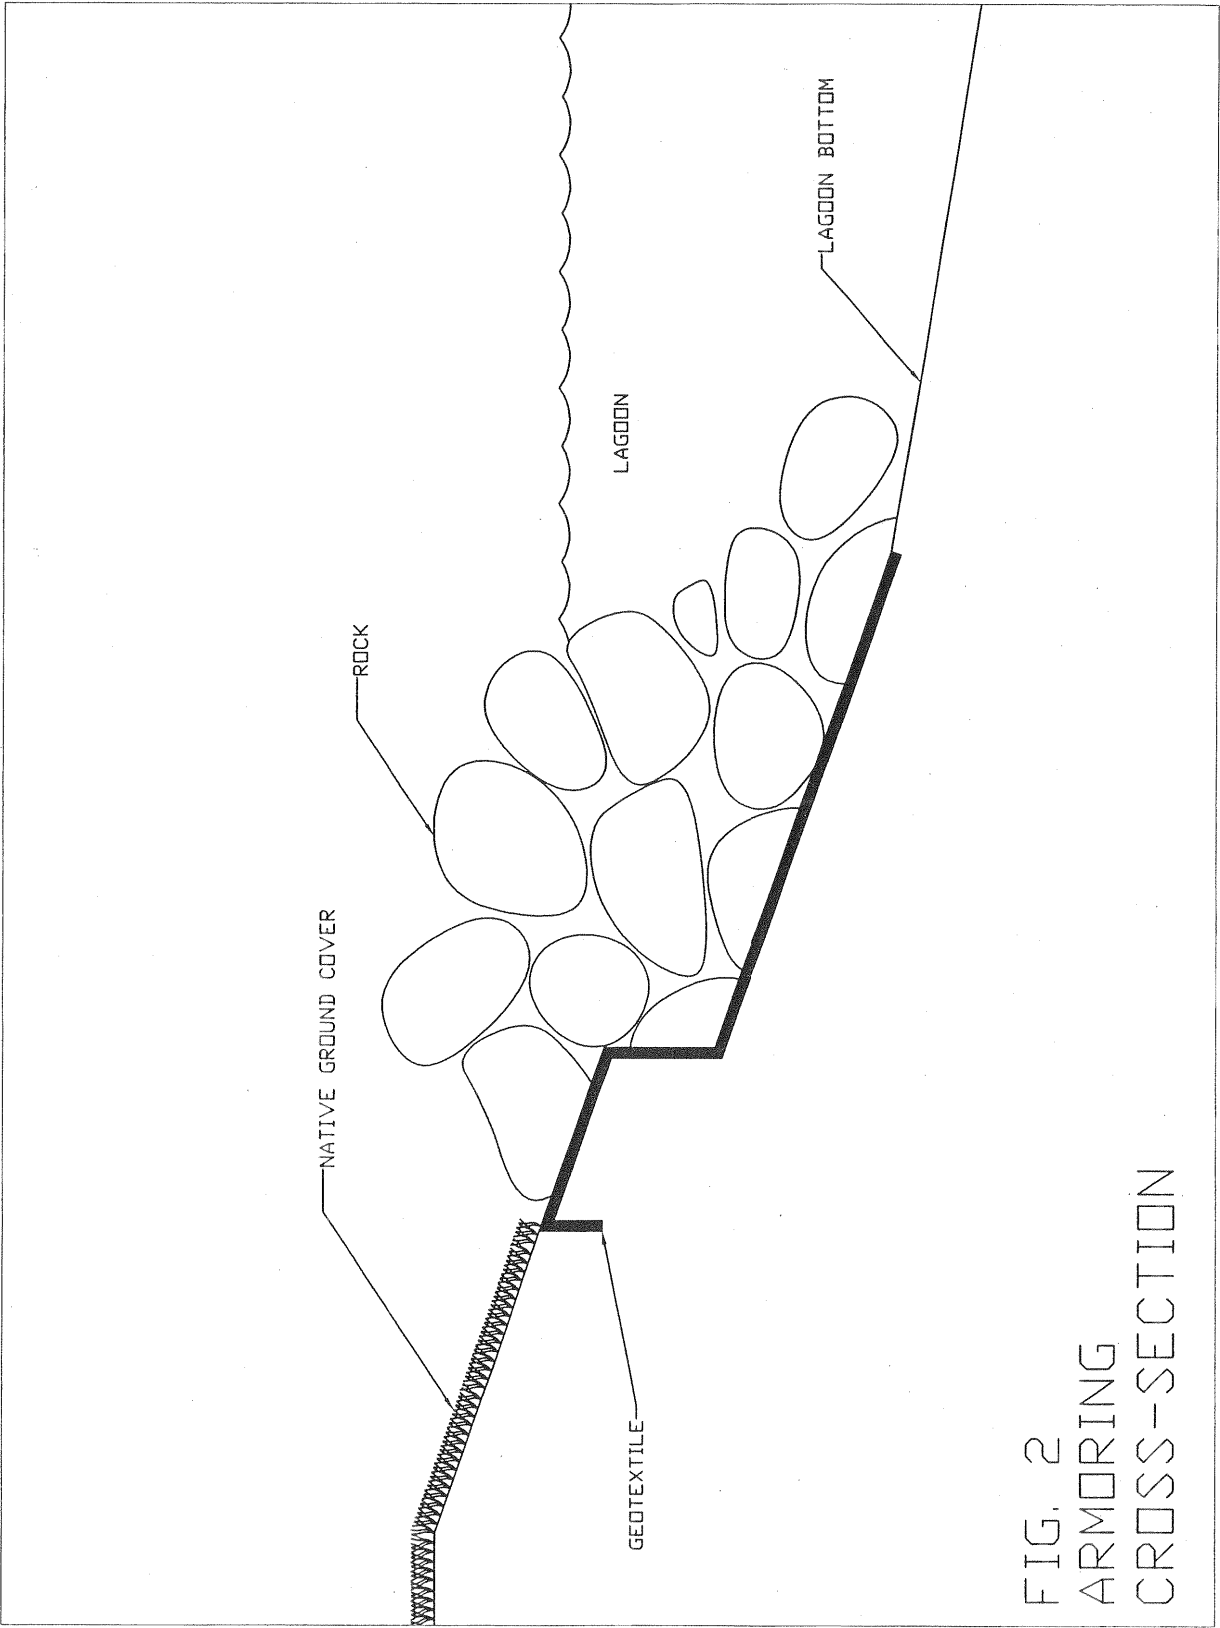 NATIVE GROUND COVER
ROCK
LAGOON
LAGOON BOTTOM
GEOTEXTILE
FIG. 2
ARMORING
CROSS-SECTION